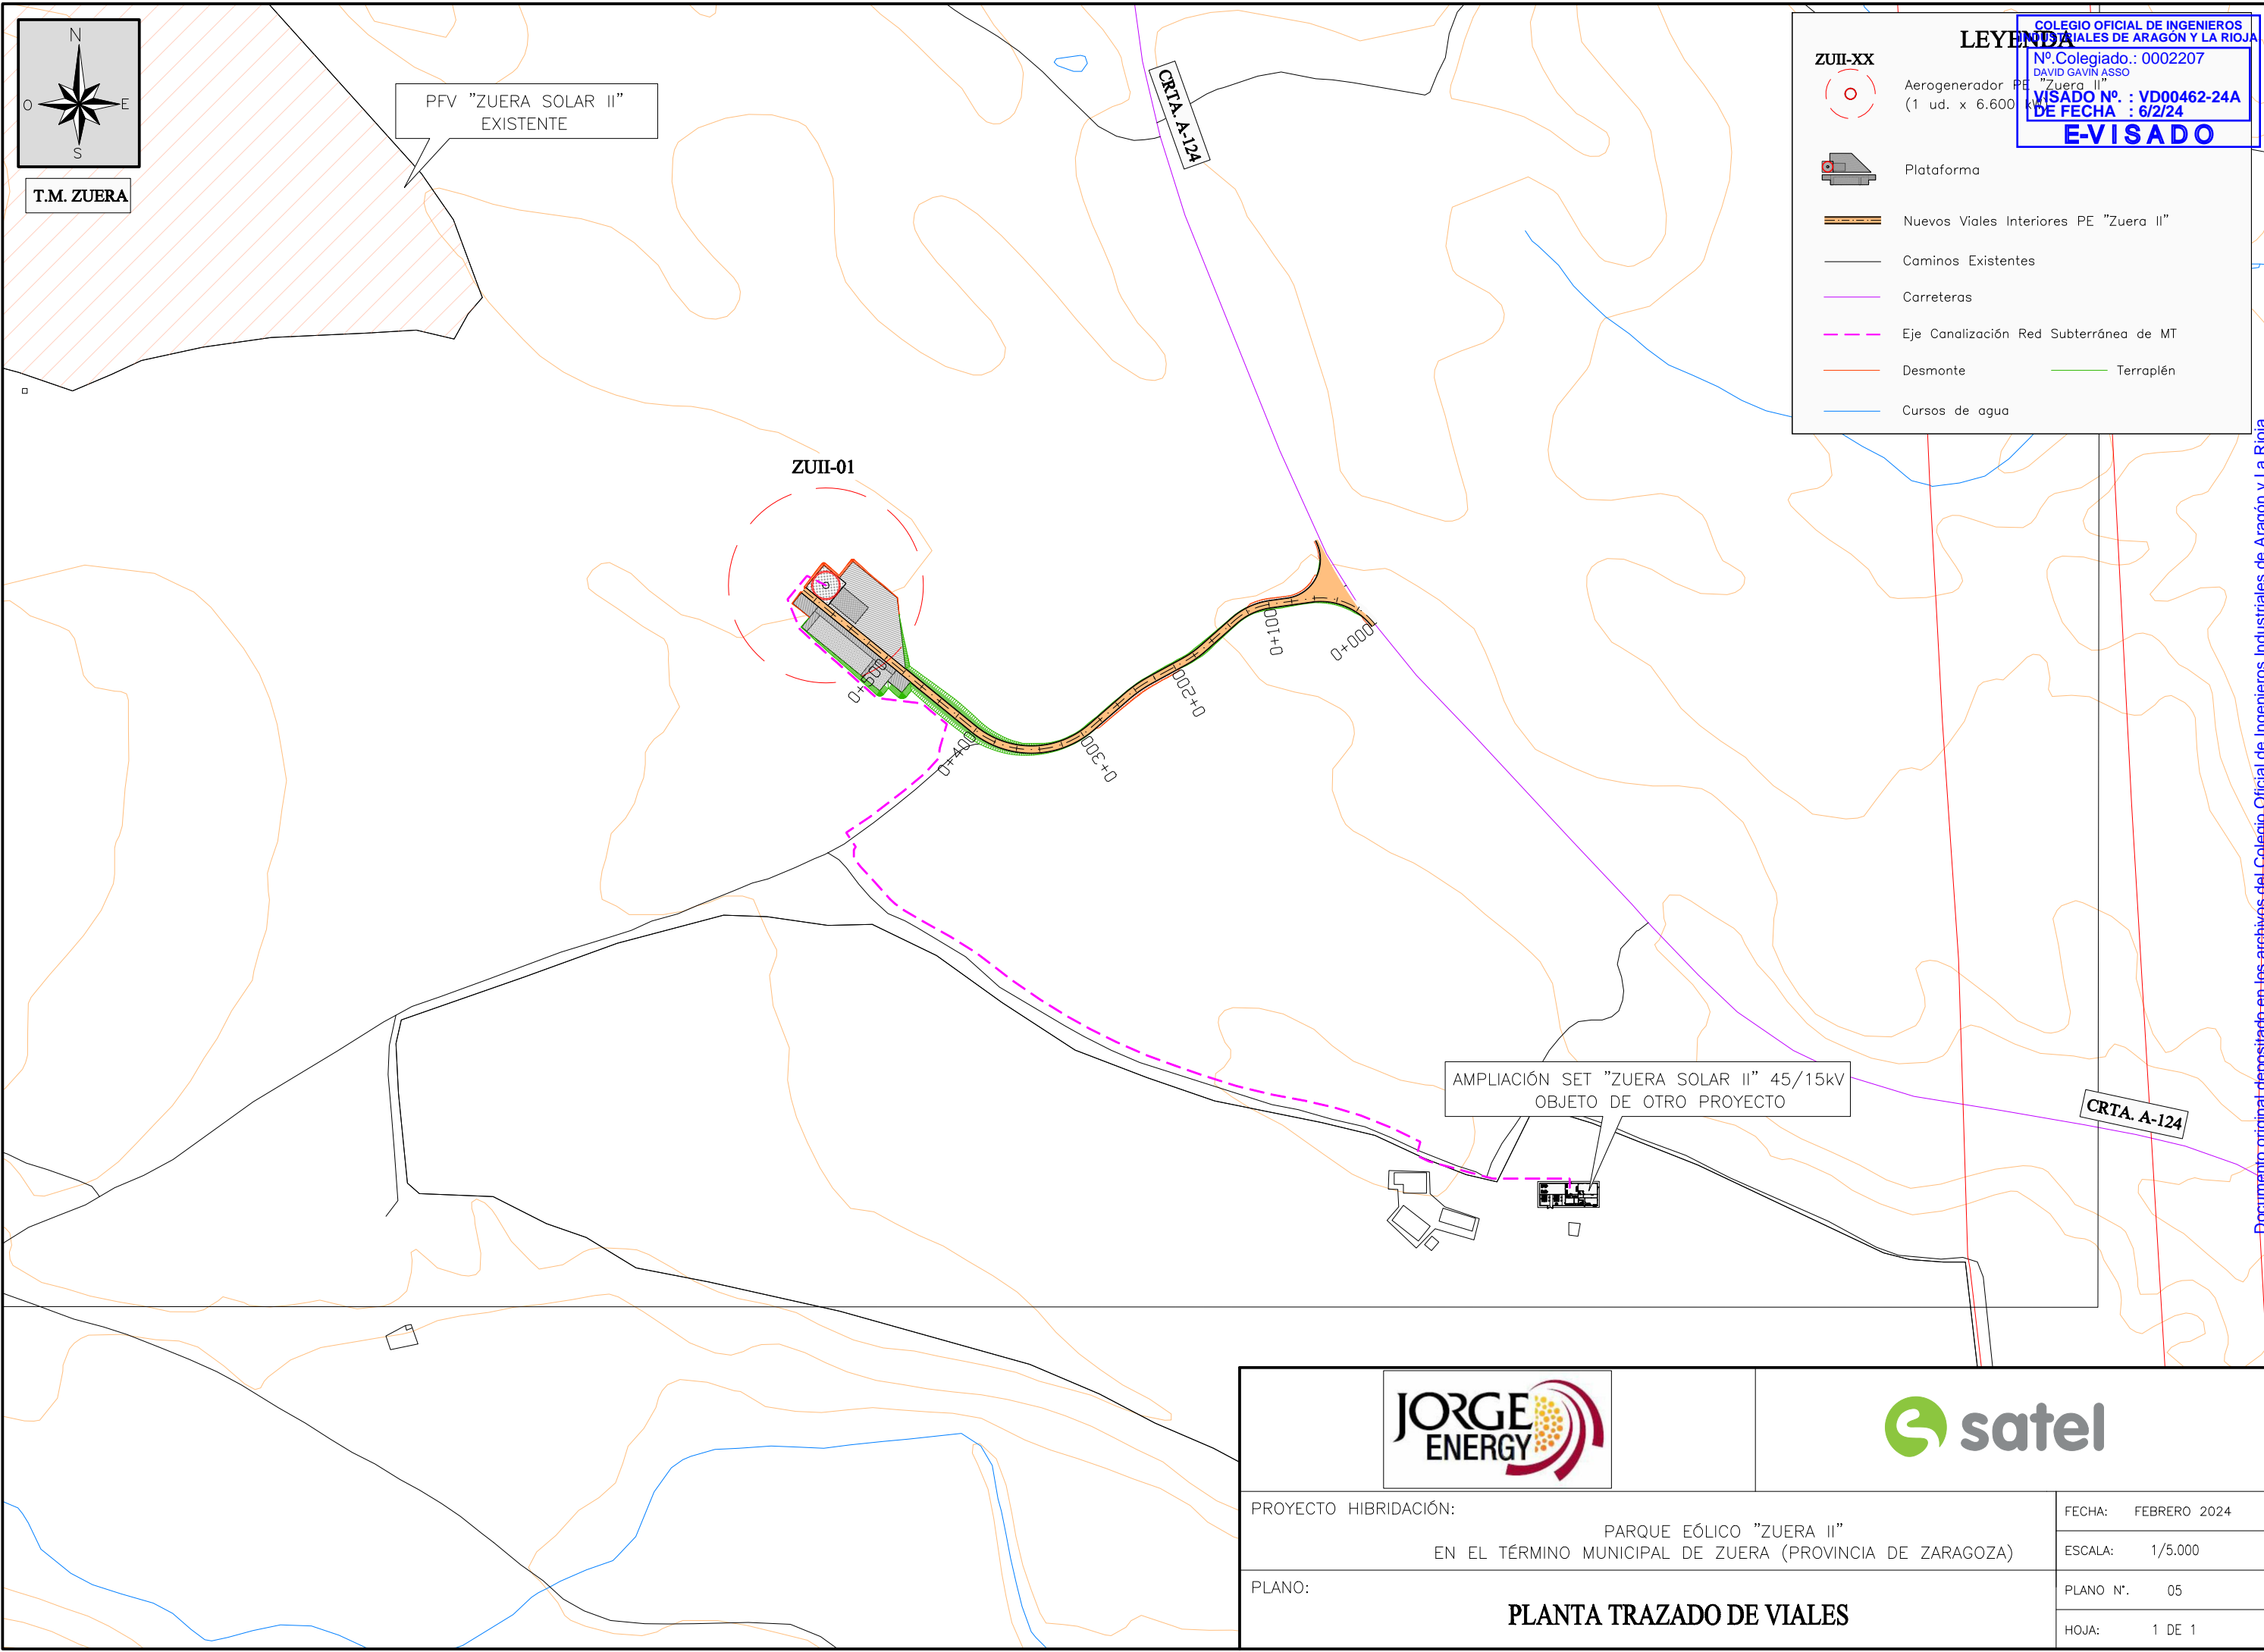 N
O
E
S
T.M. ZUERA
PFV "ZUERA SOLAR II"
EXISTENTE
CRTA. A-124
LEYENDA
ZUII-XX
Aerogenerador PE "Zuera II"
(1 ud. x 6.600 kW)
Plataforma
Nuevos Viales Interiores PE "Zuera II"
Caminos Existentes
Carreteras
Eje Canalización Red Subterránea de MT
Desmonte
Terraplén
Cursos de agua
COLEGIO OFICIAL DE INGENIEROS
INDUSTRIALES DE ARAGÓN Y LA RIOJA
Nº.Colegiado.: 0002207
DAVID GAVÍN ASSO
VISADO Nº. : VD00462-24A
DE FECHA : 6/2/24
E-VISADO
Documento original depositado en los archivos del Colegio Oficial de Ingenieros Industriales de Aragón y La Rioja
ZUII-01
0+000
0+100
0+200
0+300
0+400
0+500
AMPLIACIÓN SET "ZUERA SOLAR II" 45/15kV
OBJETO DE OTRO PROYECTO
CRTA. A-124
JORGE
ENERGY
satel
PROYECTO HIBRIDACIÓN:
PARQUE EÓLICO "ZUERA II"
EN EL TÉRMINO MUNICIPAL DE ZUERA (PROVINCIA DE ZARAGOZA)
PLANO:
PLANTA TRAZADO DE VIALES
FECHA: FEBRERO 2024
ESCALA: 1/5.000
PLANO Nº. 05
HOJA: 1 DE 1